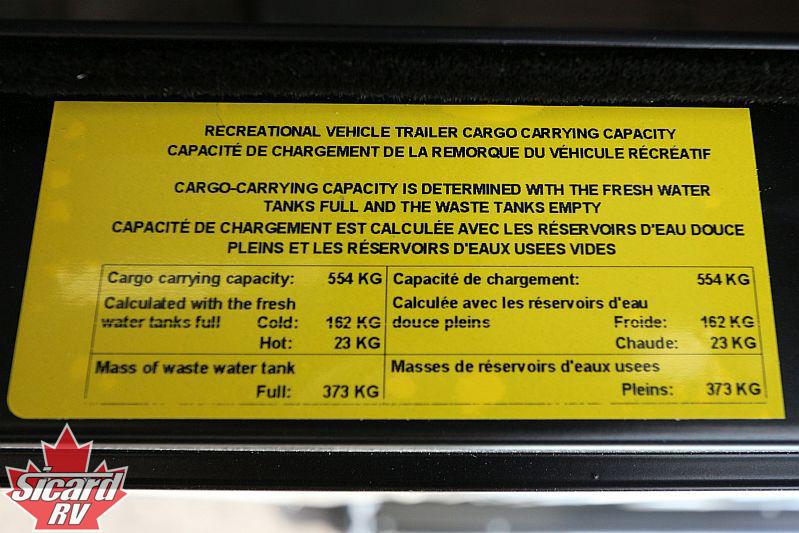 RECREATIONAL VEHICLE TRAILER CARGO CARRYING CAPACITY
CAPACITÉ DE CHARGEMENT DE LA REMORQUE DU VÉHICULE RÉCRÉATIF
CARGO-CARRYING CAPACITY IS DETERMINED WITH THE FRESH WATER
TANKS FULL AND THE WASTE TANKS EMPTY
CAPACITÉ DE CHARGEMENT EST CALCULÉE AVEC LES RÉSERVOIRS D'EAU DOUCE
PLEINS ET LES RÉSERVOIRS D'EAUX USEES VIDES
Cargo carrying capacity: 554 KG
Calculated with the fresh
water tanks full Cold: 162 KG
Hot: 23 KG
Mass of waste water tank
Full: 373 KG
Capacité de chargement: 554 KG
Calculée avec les réservoirs d'eau
douce pleins Froide: 162 KG
Chaude: 23 KG
Masses de réservoirs d'eaux usees
Pleins: 373 KG
Sicard
RV